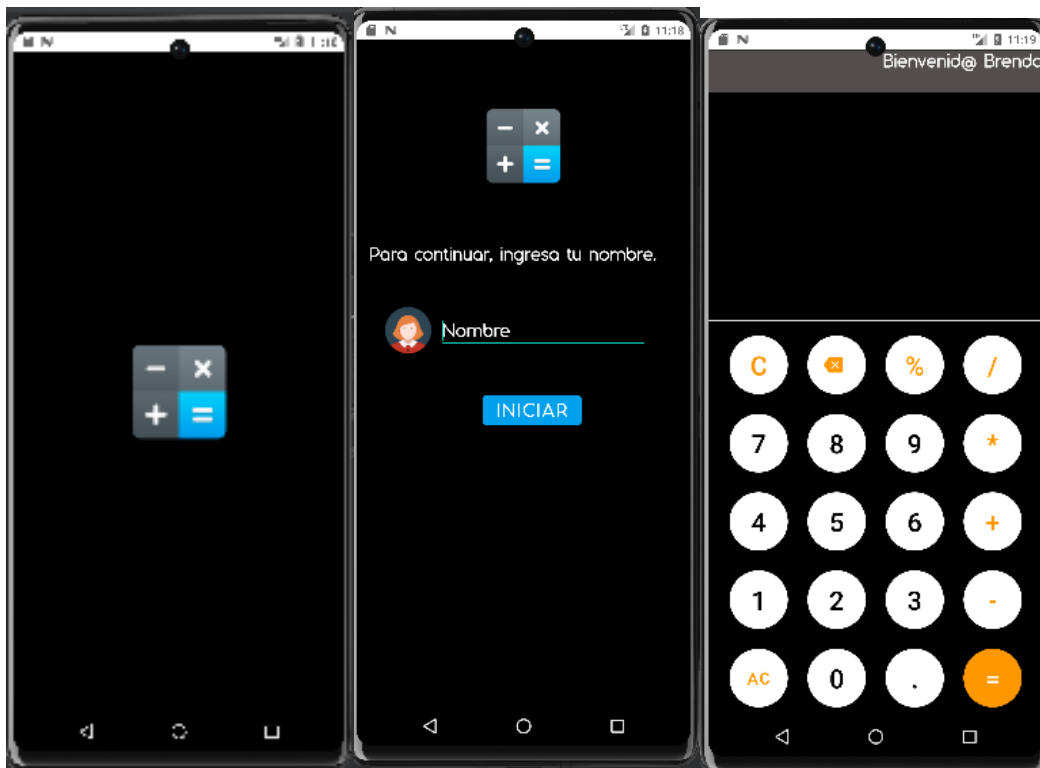 11:18
Para continuar, ingresa tu nombre.
Nombre
INICIAR
11:19
Bienvenid@ Brenda
C % /
7 8 9 *
4 5 6 +
1 2 3 -
AC 0 . =